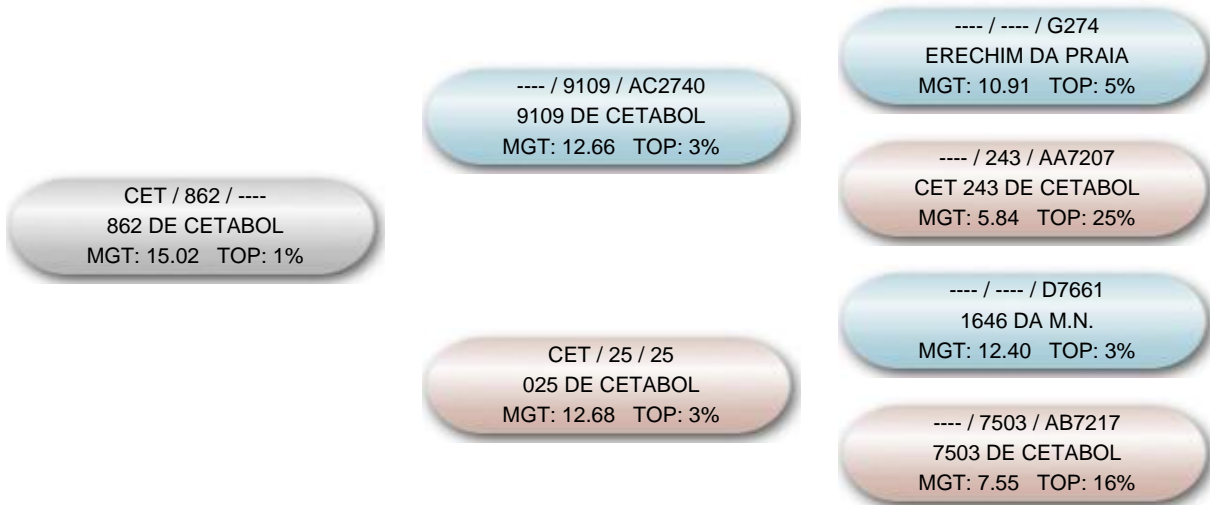 CET / 862 / ----
862 DE CETABOL
MGT: 15.02 TOP: 1%
---- / 9109 / AC2740
9109 DE CETABOL
MGT: 12.66 TOP: 3%
CET / 25 / 25
025 DE CETABOL
MGT: 12.68 TOP: 3%
---- / ---- / G274
ERECHIM DA PRAIA
MGT: 10.91 TOP: 5%
---- / 243 / AA7207
CET 243 DE CETABOL
MGT: 5.84 TOP: 25%
---- / ---- / D7661
1646 DA M.N.
MGT: 12.40 TOP: 3%
---- / 7503 / AB7217
7503 DE CETABOL
MGT: 7.55 TOP: 16%